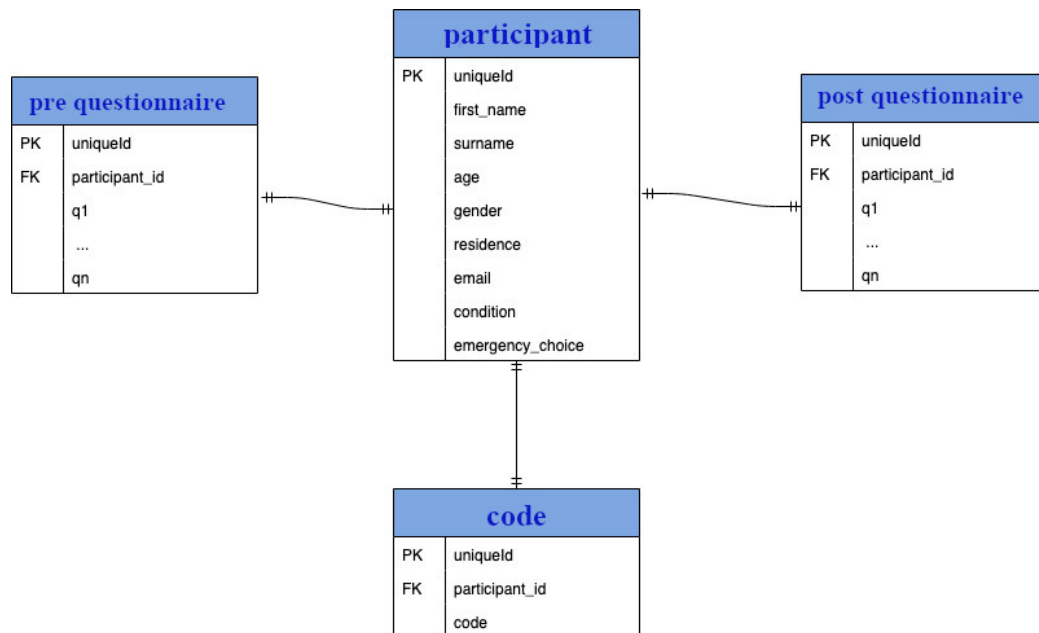 participant
PK uniqueId
first_name
surname
age
gender
residence
email
condition
emergency_choice
pre questionnaire
PK uniqueId
FK participant_id
q1
...
qn
post questionnaire
PK uniqueId
FK participant_id
q1
...
qn
code
PK uniqueId
FK participant_id
code